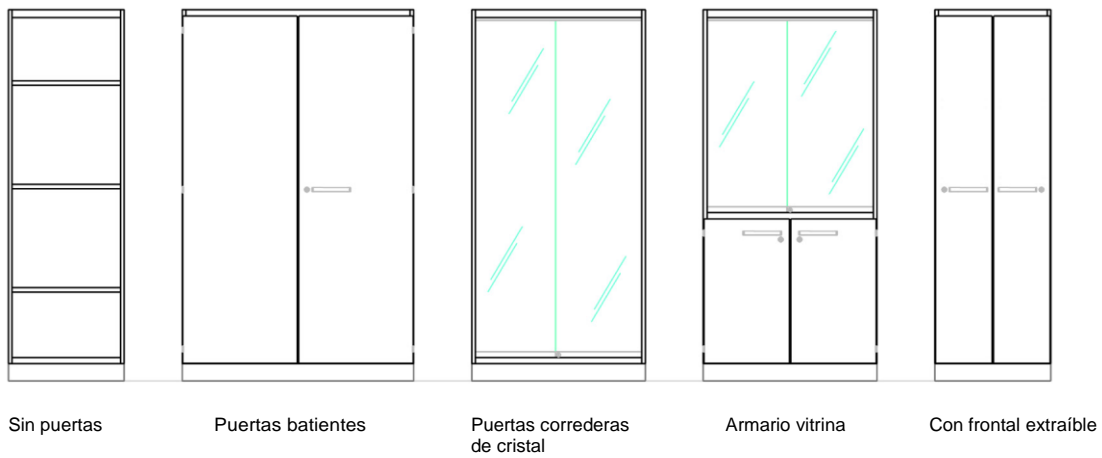 Sin puertas
Puertas batientes
Puertas correderas
de cristal
Armario vitrina
Con frontal extraíble